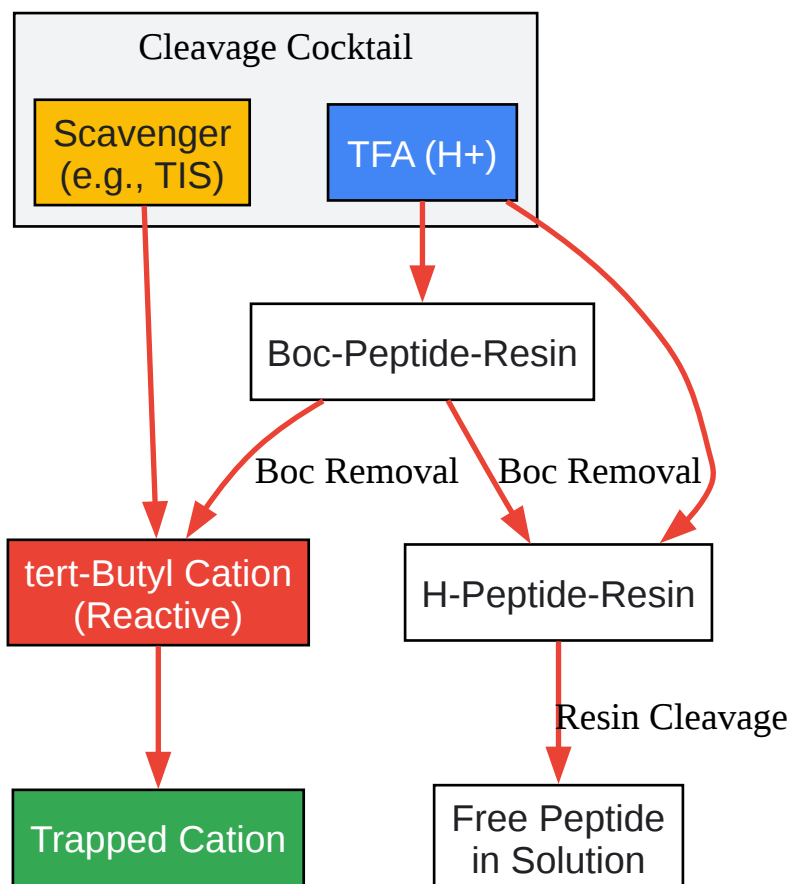 Cleavage Cocktail
Scavenger
(e.g., TIS)
TFA (H+)
Boc-Peptide-Resin
Boc Removal
Boc Removal
tert-Butyl Cation
(Reactive)
H-Peptide-Resin
Resin Cleavage
Trapped Cation
Free Peptide
in Solution